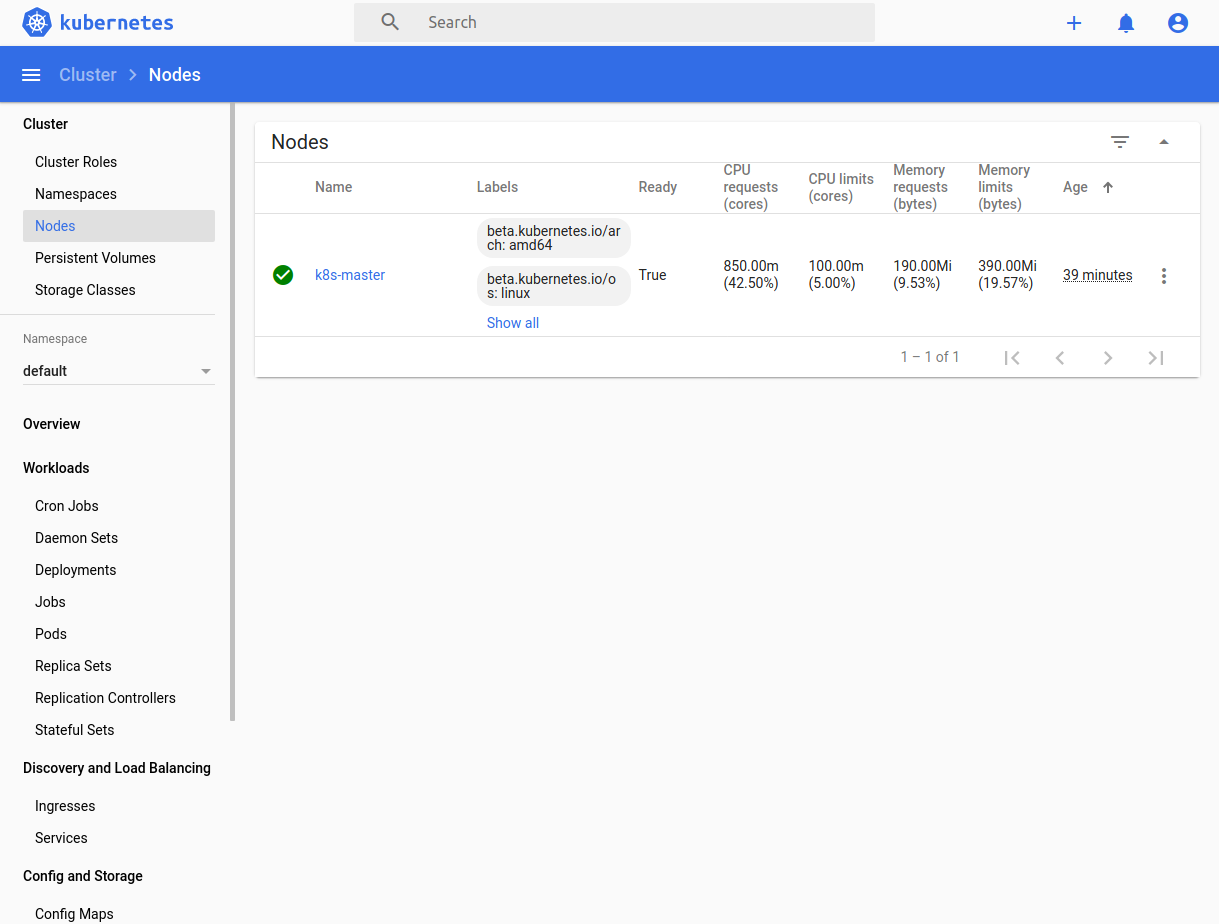 kubernetes
Search
Cluster
Nodes
Cluster
Cluster Roles
Namespaces
Nodes
Persistent Volumes
Storage Classes
Namespace
default
Overview
Workloads
Cron Jobs
Daemon Sets
Deployments
Jobs
Pods
Replica Sets
Replication Controllers
Stateful Sets
Discovery and Load Balancing
Ingresses
Services
Config and Storage
Config Maps
Nodes
Name
Labels
Ready
CPU
requests
(cores)
CPU limits
(cores)
Memory
requests
(bytes)
Memory
limits
(bytes)
Age
k8s-master
beta.kubernetes.io/ar
ch: amd64
beta.kubernetes.io/o
s: linux
Show all
True
850.00m
(42.50%)
100.00m
(5.00%)
190.00Mi
(9.53%)
390.00Mi
(19.57%)
39 minutes
1 – 1 of 1